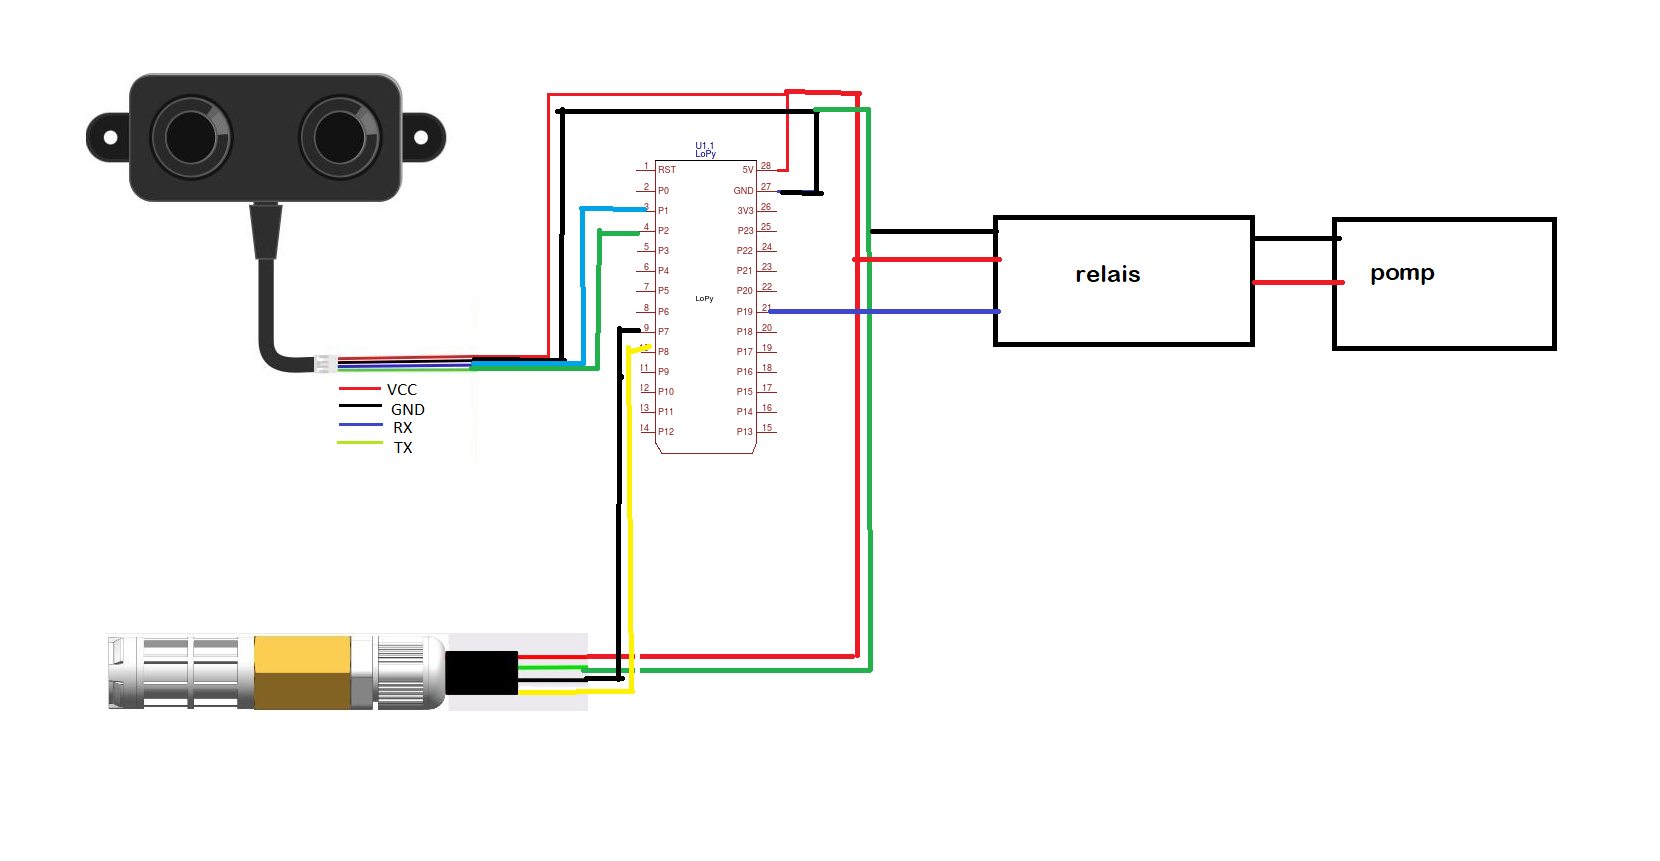 U1.1
LoPy
1 RST 5V 28
2 P0 GND 27
3 P1 3V3 26
4 P2 P23 25
5 P3 P22 24
6 P4 P21 23
7 P5 P20 22
8 P6 P19 21
9 P7 P18 20
10 P8 P17 19
11 P9 P16 18
12 P10 P15 17
13 P11 P14 16
14 P12 P13 15
LoPy
relais
pomp
VCC
GND
RX
TX